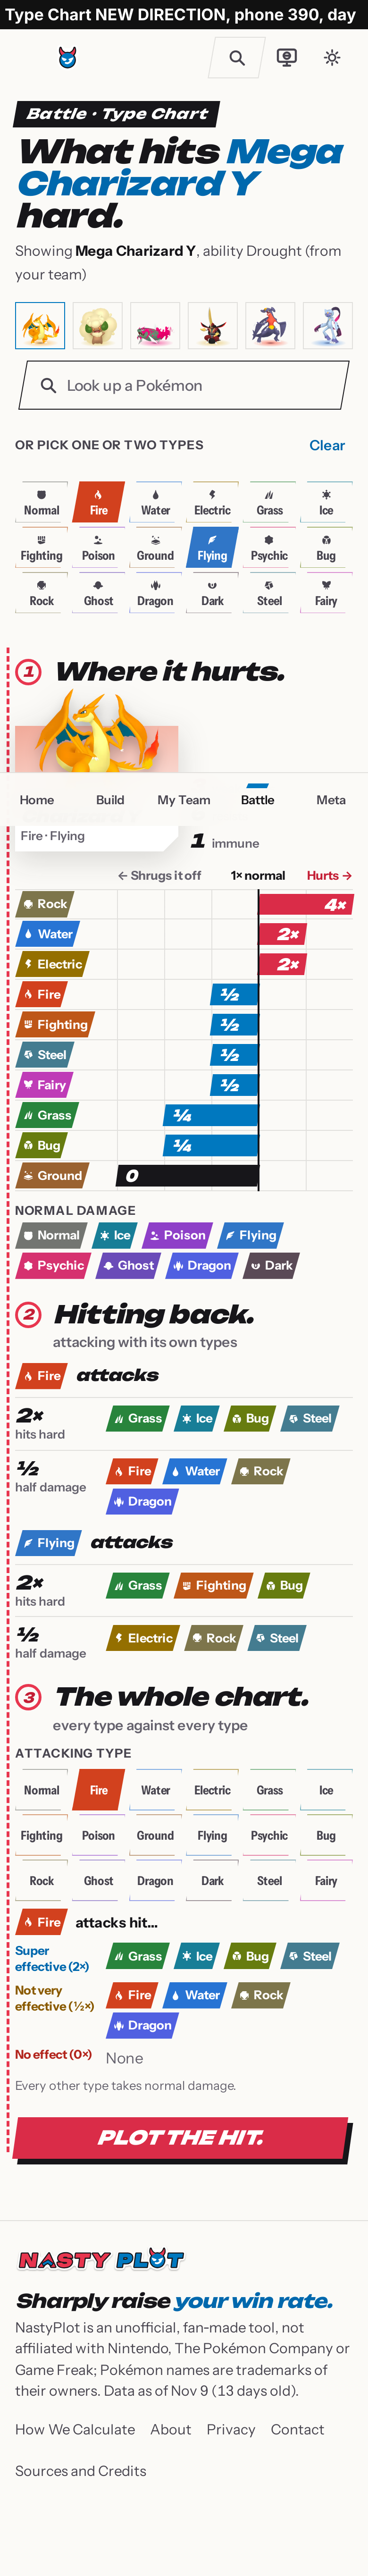 Type Chart NEW DIRECTION, phone 390, day
Battle · Type Chart
What hits Mega
Charizard Y
hard.
Showing Mega Charizard Y, ability Drought (from
your team)
Look up a Pokémon
OR PICK ONE OR TWO TYPES Clear
Normal Fire Water Electric Grass Ice
Fighting Poison Ground Flying Psychic Bug
Rock Ghost Dragon Dark Steel Fairy
1 Where it hurts.
Home Build My Team Battle Meta
Fire · Flying
1 immune
← Shrugs it off 1× normal Hurts →
Rock 4×
Water 2×
Electric 2×
Fire ½
Fighting ½
Steel ½
Fairy ½
Grass ¼
Bug ¼
Ground 0
NORMAL DAMAGE
Normal Ice Poison Flying
Psychic Ghost Dragon Dark
2 Hitting back.
attacking with its own types
Fire attacks
2× Grass Ice Bug Steel
hits hard
½ Fire Water Rock
half damage
Dragon
Flying attacks
2× Grass Fighting Bug
hits hard
½ Electric Rock Steel
half damage
3 The whole chart.
every type against every type
ATTACKING TYPE
Normal Fire Water Electric Grass Ice
Fighting Poison Ground Flying Psychic Bug
Rock Ghost Dragon Dark Steel Fairy
Fire attacks hit...
Super
effective (2×) Grass Ice Bug Steel
Not very
effective (½×) Fire Water Rock
Dragon
No effect (0×) None
Every other type takes normal damage.
PLOT THE HIT.
NASTY PLOT
Sharply raise your win rate.
NastyPlot is an unofficial, fan-made tool, not
affiliated with Nintendo, The Pokémon Company or
Game Freak; Pokémon names are trademarks of
their owners. Data as of Nov 9 (13 days old).
How We Calculate About Privacy Contact
Sources and Credits